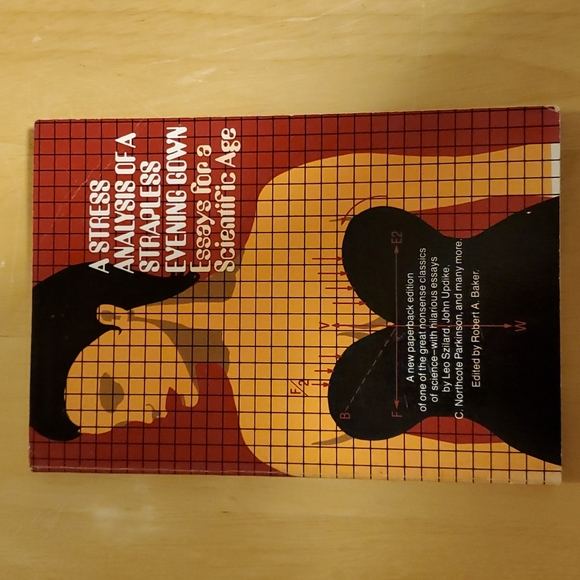 A STRESS
ANALYSIS OF A
STRAPLESS
EVENING GOWN
Essays for a
Scientific Age
F/2
V
B
F
E2
W
A new paperback edition
of one of the great nonsense classics
of science—with hilarious essays
by Leo Szilard, John Updike,
C. Northcote Parkinson, and many more.
Edited by Robert A. Baker.